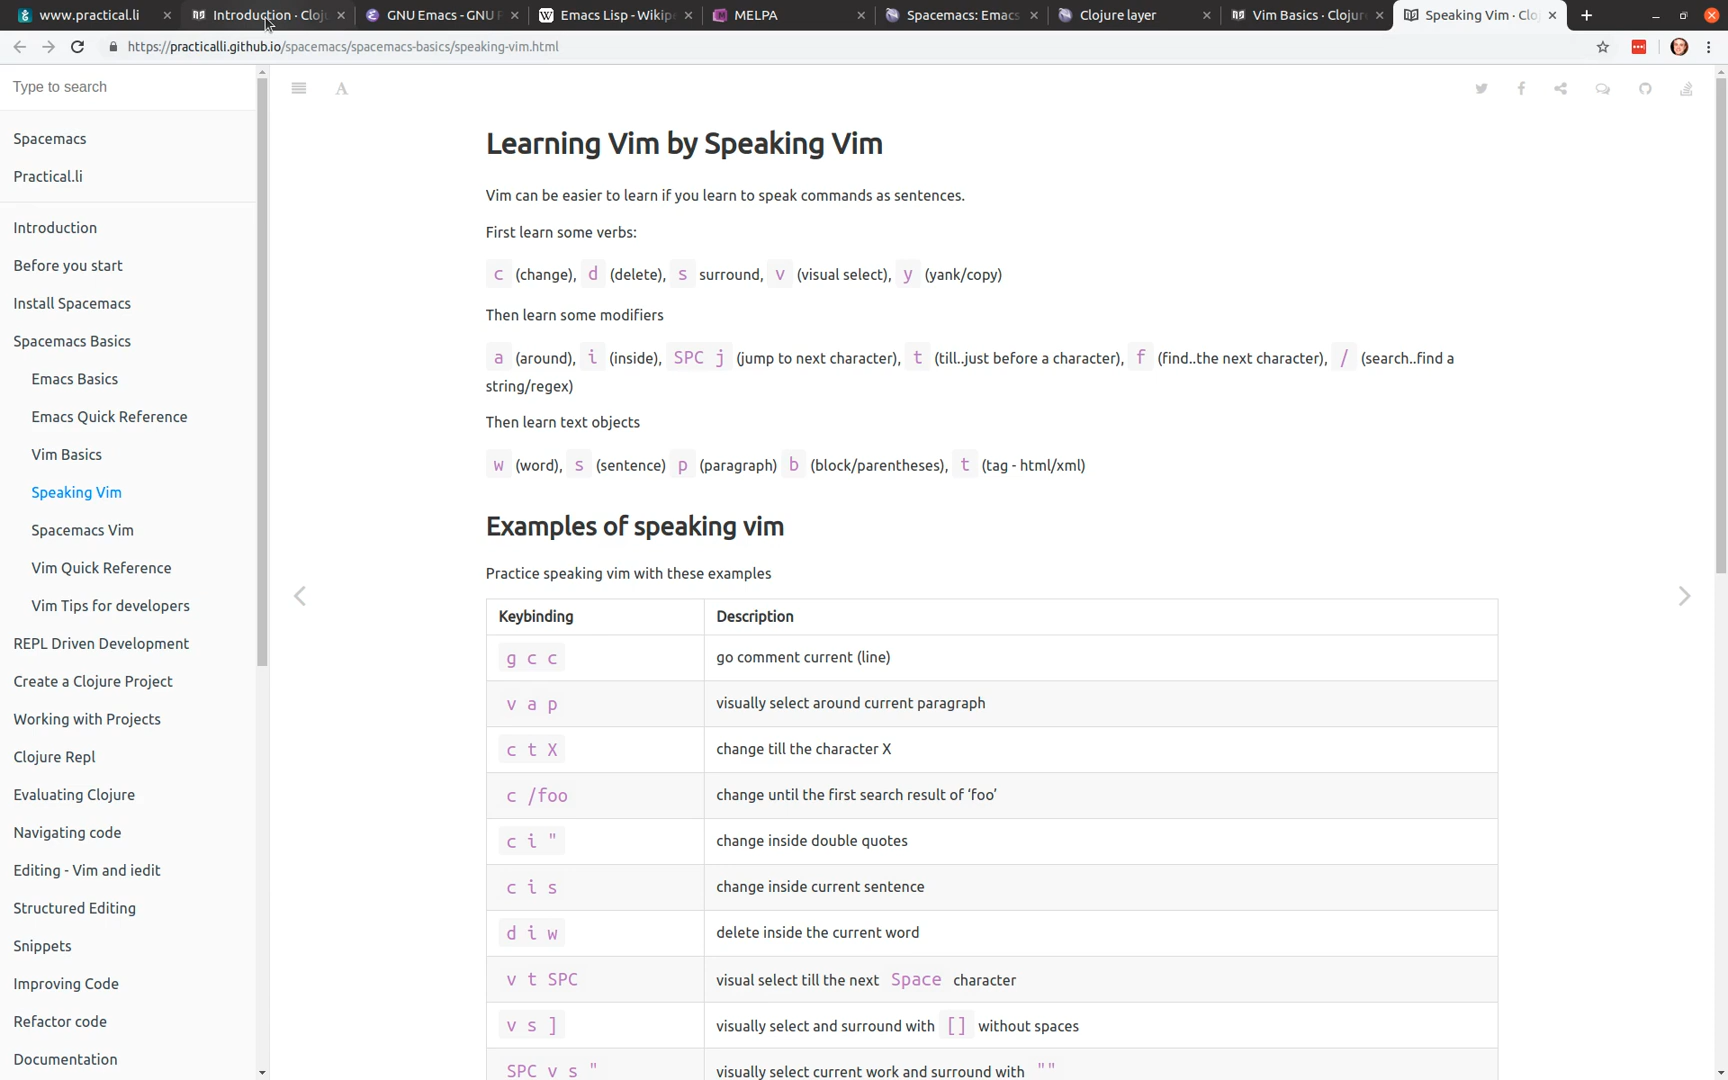 www.practical.li
Introduction · Cloj
GNU Emacs - GNU P
Emacs Lisp - Wikip
MELPA
Spacemacs: Emacs
Clojure layer
Vim Basics · Clojur
Speaking Vim · Clo
https://practicalli.github.io/spacemacs/spacemacs-basics/speaking-vim.html
Type to search
Spacemacs
Practical.li
Introduction
Before you start
Install Spacemacs
Spacemacs Basics
Emacs Basics
Emacs Quick Reference
Vim Basics
Speaking Vim
Spacemacs Vim
Vim Quick Reference
Vim Tips for developers
REPL Driven Development
Create a Clojure Project
Working with Projects
Clojure Repl
Evaluating Clojure
Navigating code
Editing - Vim and iedit
Structured Editing
Snippets
Improving Code
Refactor code
Documentation
A
Learning Vim by Speaking Vim
Vim can be easier to learn if you learn to speak commands as sentences.
First learn some verbs:
c (change), d (delete), s surround, v (visual select), y (yank/copy)
Then learn some modifiers
a (around), i (inside), SPC j (jump to next character), t (till..just before a character), f (find..the next character), / (search..find a
string/regex)
Then learn text objects
w (word), s (sentence) p (paragraph) b (block/parentheses), t (tag - html/xml)
Examples of speaking vim
Practice speaking vim with these examples
Keybinding Description
g c c go comment current (line)
v a p visually select around current paragraph
c t X change till the character X
c /foo change until the first search result of ‘foo’
c i " change inside double quotes
c i s change inside current sentence
d i w delete inside the current word
v t SPC visual select till the next Space character
v s ] visually select and surround with [] without spaces
SPC v s " visually select current work and surround with ""